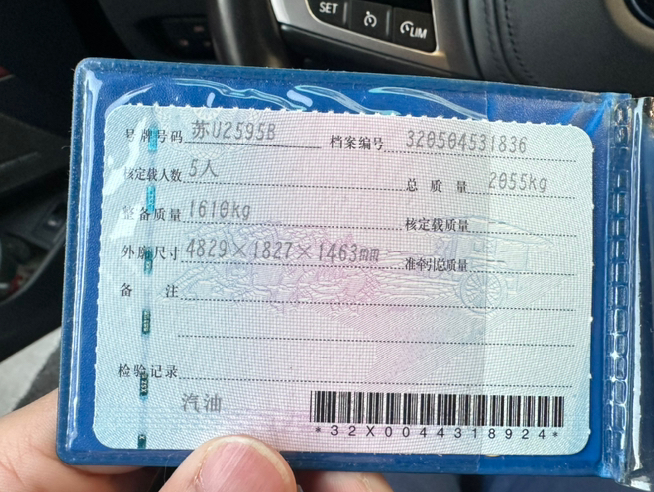 SET
LIM
号牌号码 苏U2595B 档案编号 320504531836
核定载人数 5人 总质量 2055kg
整备质量 1610kg 核定载质量
外廓尺寸 4829×1827×1463mm 准牵引总质量
备注
检验记录
汽油
*32X0044318924*